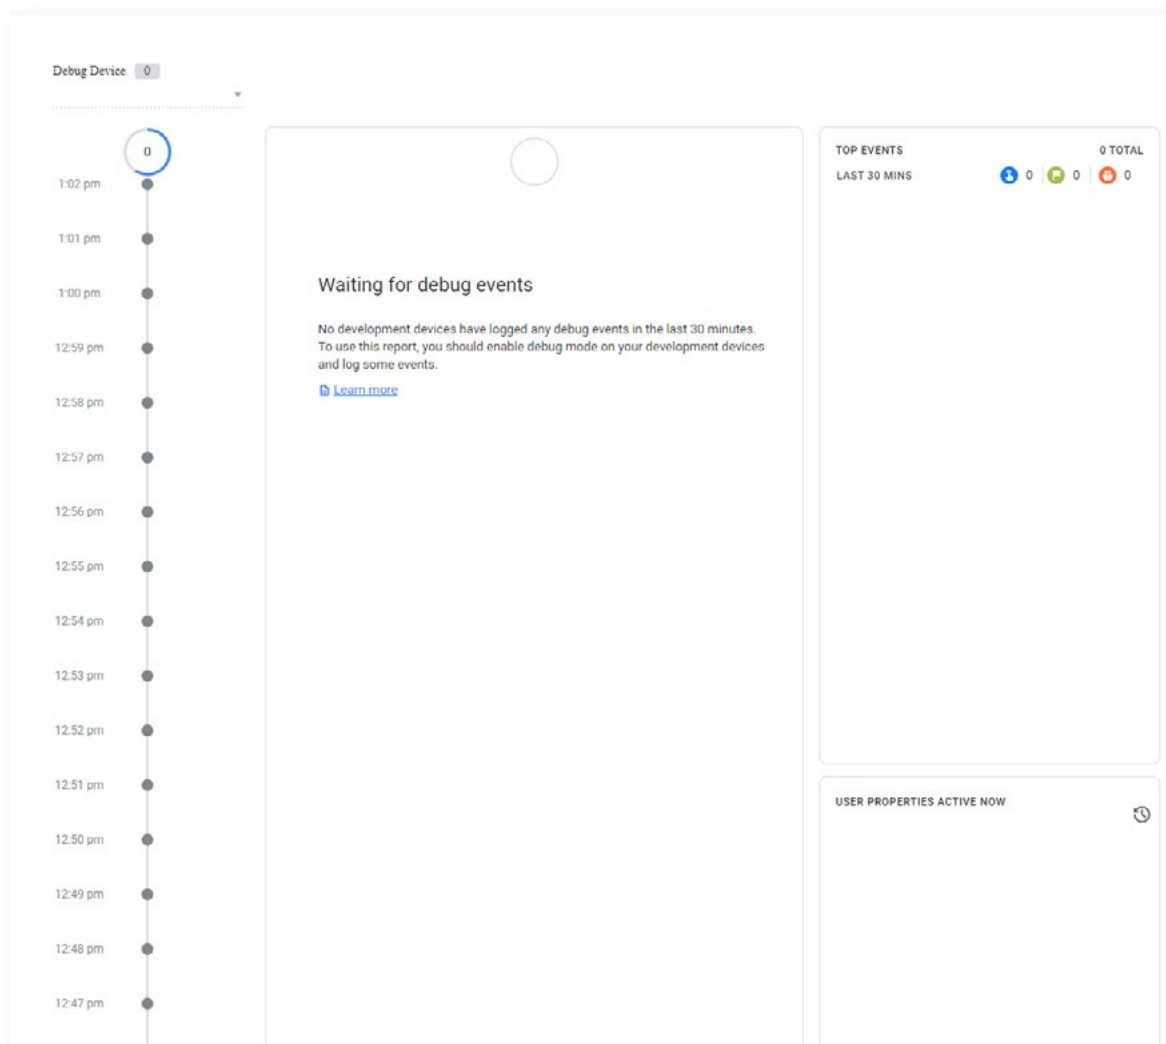 Debug Device 0
0
1:02 pm
1:01 pm
1:00 pm
12:59 pm
12:58 pm
12:57 pm
12:56 pm
12:55 pm
12:54 pm
12:53 pm
12:52 pm
12:51 pm
12:50 pm
12:49 pm
12:48 pm
12:47 pm
Waiting for debug events
No development devices have logged any debug events in the last 30 minutes.
To use this report, you should enable debug mode on your development devices
and log some events.
Learn more
TOP EVENTS 0 TOTAL
LAST 30 MINS 0 0 0
USER PROPERTIES ACTIVE NOW